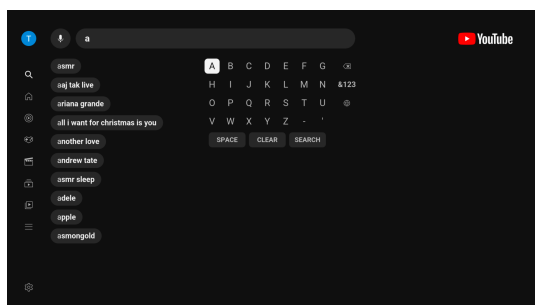 T
a
YouTube
asmr
aaj tak live
ariana grande
all i want for christmas is you
another love
andrew tate
asmr sleep
adele
apple
asmongold
A B C D E F G
H I J K L M N &123
O P Q R S T U
V W X Y Z - '
SPACE CLEAR SEARCH